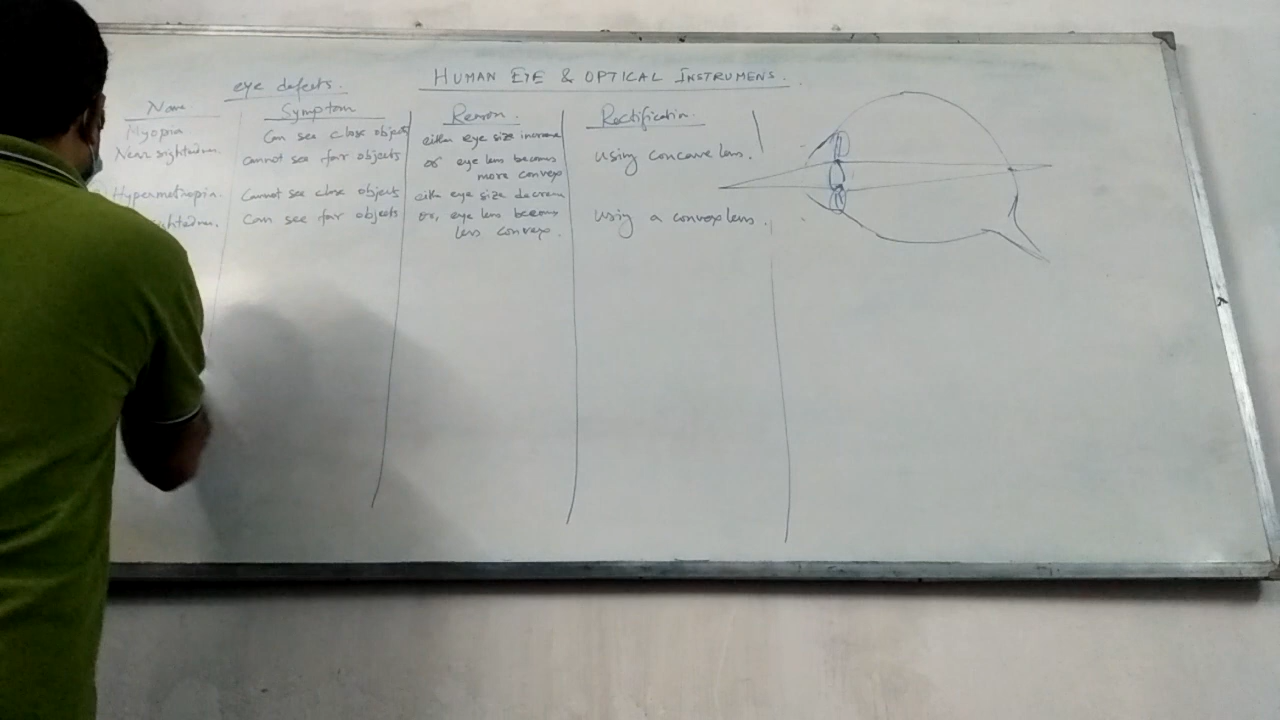 HUMAN EYE & OPTICAL INSTRUMENS.
eye defects.
Name Symptom Reason. Rectification.
Myopia Can see close objects either eye size increase
Near sightedness. cannot see far objects or eye lens becomes using concave lens.
more convex
Hypermetropia. Cannot see close objects either eye size decrease
sightedness. Can see far objects or, eye lens becomes using a convex lens.
less convex.